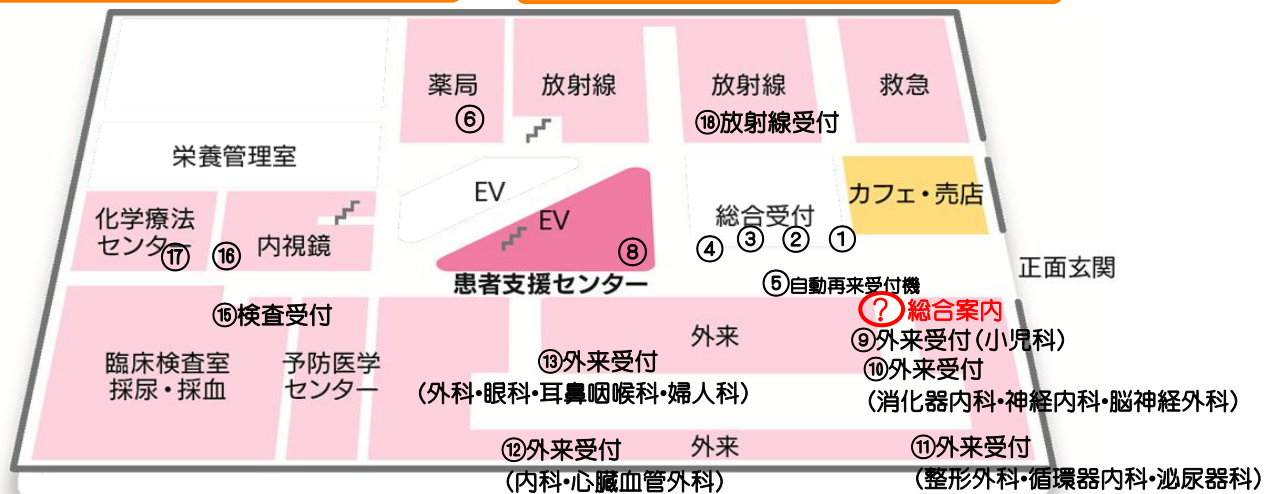 薬局
⑥
放射線
放射線
⑱放射線受付
救急
栄養管理室
EV
EV
⑧
患者支援センター
総合受付
④
③
②
①
カフェ・売店
化学療法
センター
⑰
⑯
内視鏡
正面玄関
⑤自動再来受付機
? 総合案内
⑮検査受付
外来
⑨外来受付(小児科)
臨床検査室
採尿・採血
予防医学
センター
⑬外来受付
(外科・眼科・耳鼻咽喉科・婦人科)
⑩外来受付
(消化器内科・神経内科・脳神経外科)
⑫外来受付
(内科・心臓血管外科)
外来
⑪外来受付
(整形外科・循環器内科・泌尿器科)